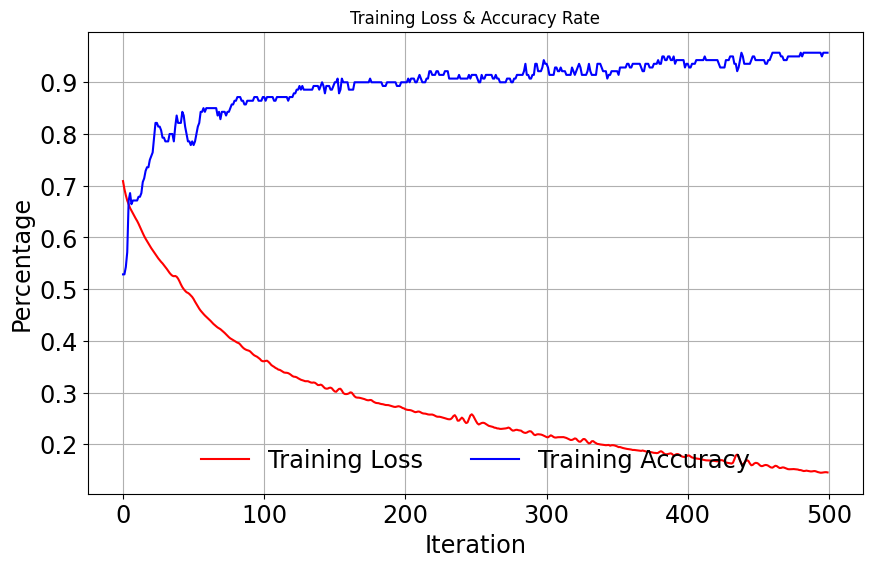 Training Loss & Accuracy Rate
Percentage
0.9
0.8
0.7
0.6
0.5
0.4
0.3
0.2
Training Loss Training Accuracy
0 100 200 300 400 500
Iteration